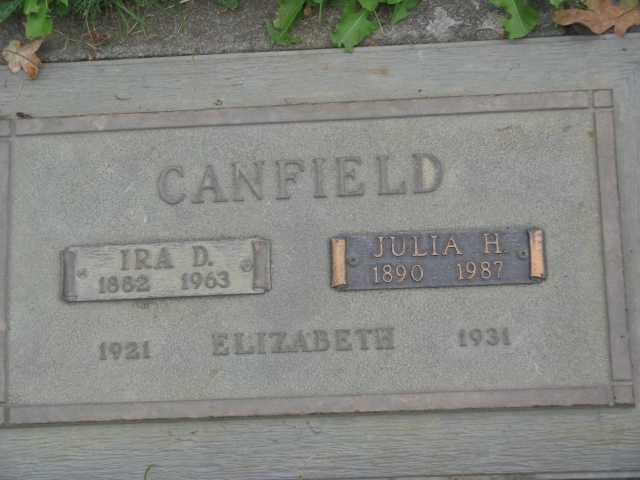 CANFIELD
IRA D.
1882 1963
JULIA H.
1890 1987
1921 ELIZABETH 1931